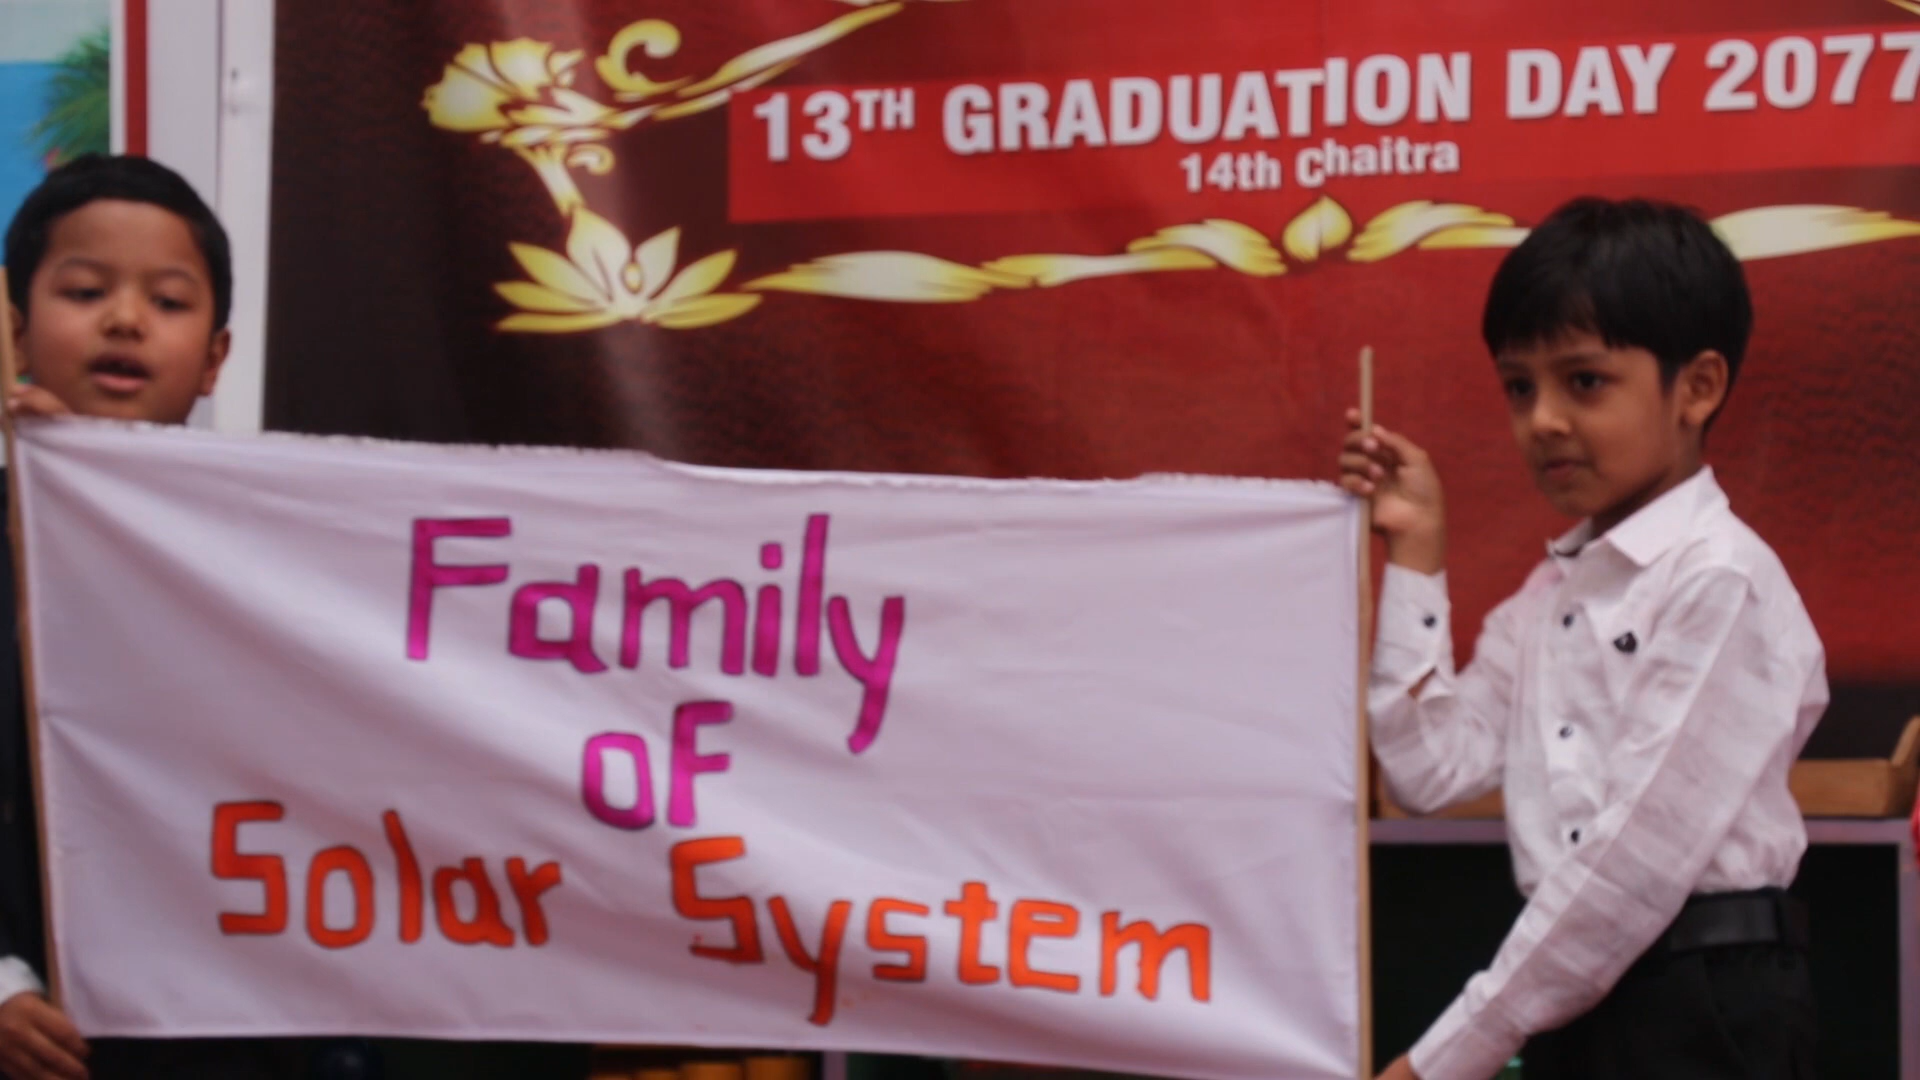 13TH GRADUATION DAY 2077
14th Chaitra
Family
of
Solar System